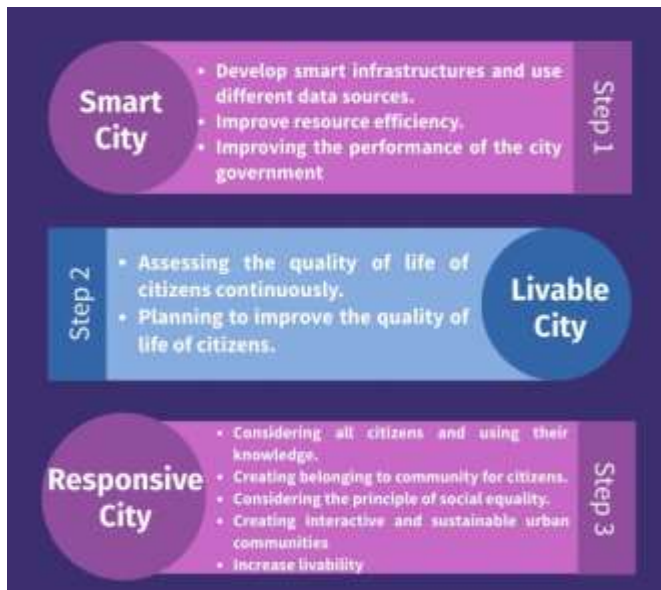 Smart
City
• Develop smart infrastructures and use
different data sources.
• Improve resource efficiency.
• Improving the performance of the city
government
Step 1
Step 2
• Assessing the quality of life of
citizens continuously.
• Planning to improve the quality of
life of citizens.
Livable
City
Responsive
City
• Considering all citizens and using their
knowledge.
• Creating belonging to community for citizens.
• Considering the principle of social equality.
• Creating interactive and sustainable urban
communities
• Increase livability
Step 3